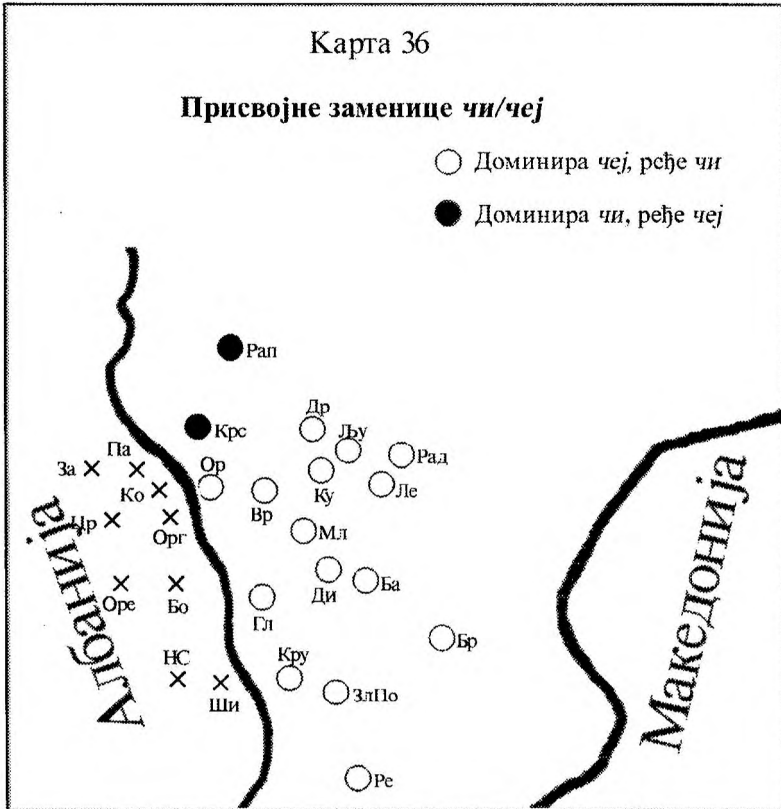 Карта 36
Присвојне заменице чи/чеј
Доминира чеј, рсђе чи
Доминира чи, ређе чеј
Рап
Крс
Др
Љу
Рад
Па
За
Ко
Ор
Вр
Ку
Ле
Цр
Орг
Мл
Оре
Бо
Гл
Ди
Ба
Бр
НС
Ши
Кру
ЗлПо
Ре
Албанија
Македонија